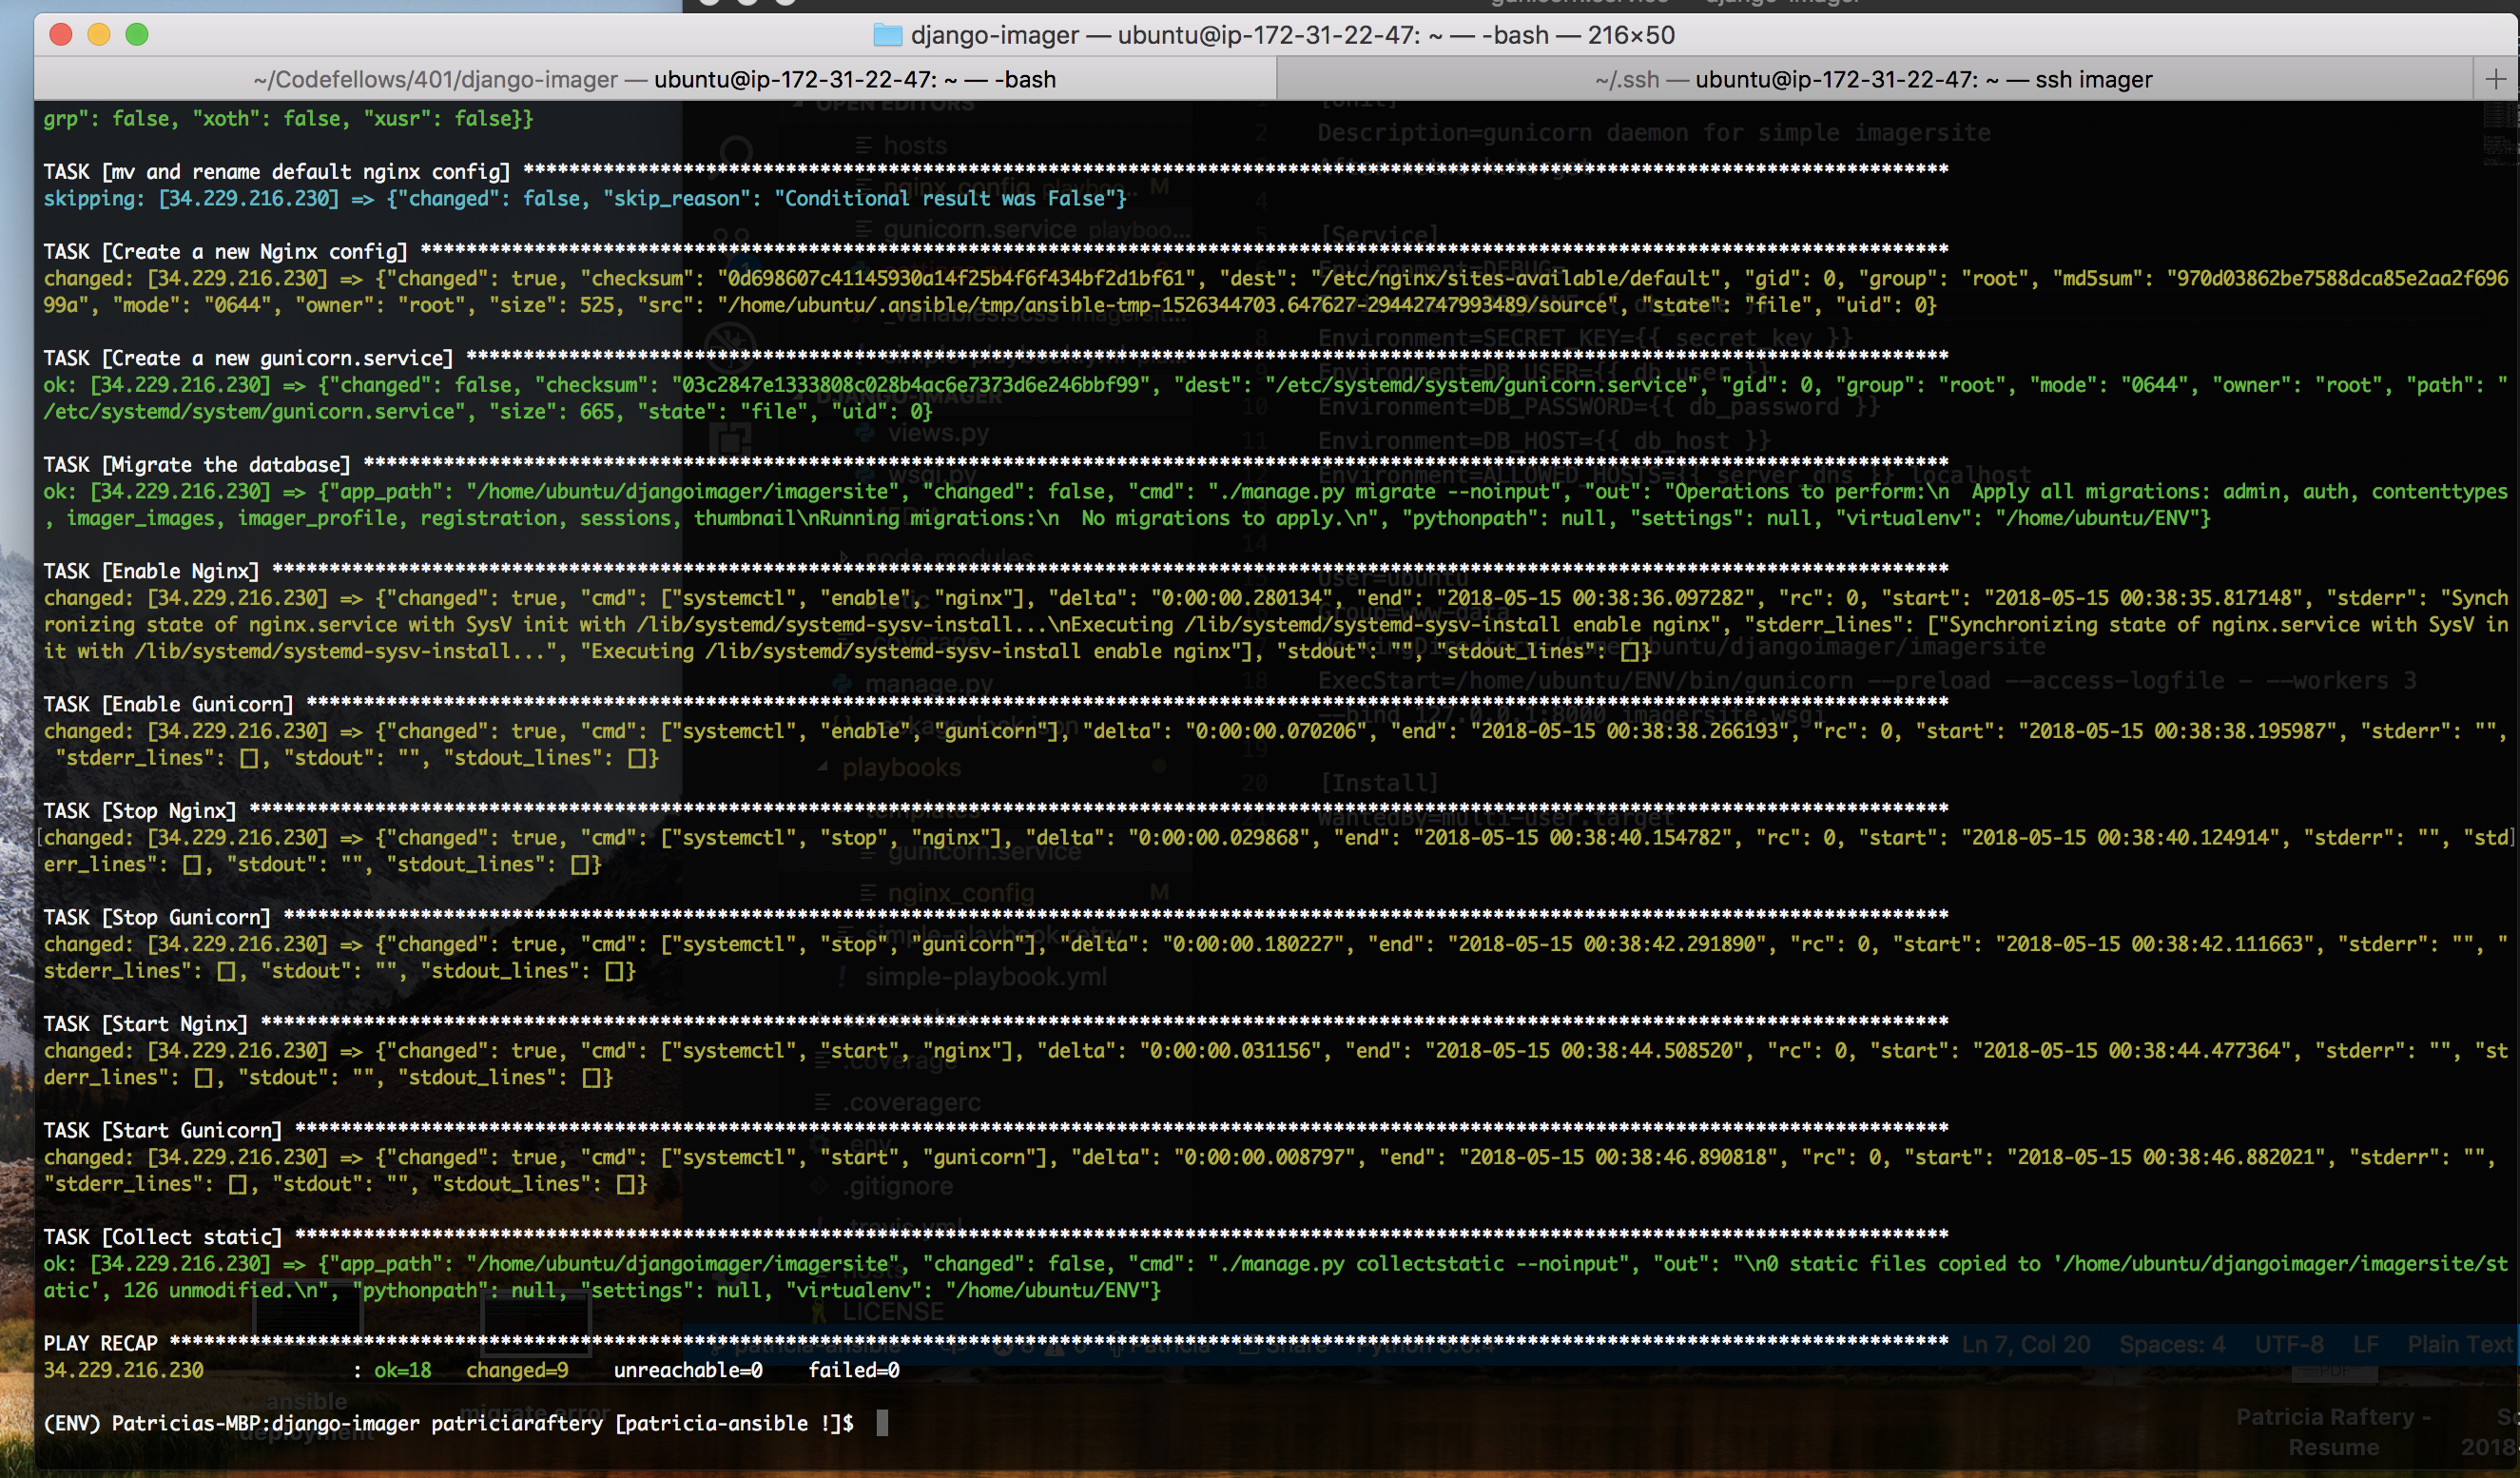 django-imager — ubuntu@ip-172-31-22-47: ~ — -bash — 216×50
~/Codefellows/401/django-imager — ubuntu@ip-172-31-22-47: ~ — -bash
~/.ssh — ubuntu@ip-172-31-22-47: ~ — ssh imager
grp": false, "xoth": false, "xusr": false}}
TASK [mv and rename default nginx config] ****************************************************************************************************************************
skipping: [34.229.216.230] => {"changed": false, "skip_reason": "Conditional result was False"}
TASK [Create a new Nginx config] *************************************************************************************************************************************
changed: [34.229.216.230] => {"changed": true, "checksum": "0d698607c41145930a14f25b4f6f434bf2d1bf61", "dest": "/etc/nginx/sites-available/default", "gid": 0, "group": "root", "md5sum": "970d03862be7588dca85e2aa2f696
99a", "mode": "0644", "owner": "root", "size": 525, "src": "/home/ubuntu/.ansible/tmp/ansible-tmp-1526344703.647627-29442747993489/source", "state": "file", "uid": 0}
TASK [Create a new gunicorn.service] *********************************************************************************************************************************
ok: [34.229.216.230] => {"changed": false, "checksum": "03c2847e1333808c028b4ac6e7373d6e246bbf99", "dest": "/etc/systemd/system/gunicorn.service", "gid": 0, "group": "root", "mode": "0644", "owner": "root", "path": "
/etc/systemd/system/gunicorn.service", "size": 665, "state": "file", "uid": 0}
TASK [Migrate the database] ******************************************************************************************************************************************
ok: [34.229.216.230] => {"app_path": "/home/ubuntu/djangoimager/imagersite", "changed": false, "cmd": "./manage.py migrate --noinput", "out": "Operations to perform:\n  Apply all migrations: admin, auth, contenttypes
, imager_images, imager_profile, registration, sessions, thumbnail\nRunning migrations:\n  No migrations to apply.\n", "pythonpath": null, "settings": null, "virtualenv": "/home/ubuntu/ENV"}
TASK [Enable Nginx] **************************************************************************************************************************************************
changed: [34.229.216.230] => {"changed": true, "cmd": ["systemctl", "enable", "nginx"], "delta": "0:00:00.280134", "end": "2018-05-15 00:38:36.097282", "rc": 0, "start": "2018-05-15 00:38:35.817148", "stderr": "Synch
ronizing state of nginx.service with SysV init with /lib/systemd/systemd-sysv-install...\nExecuting /lib/systemd/systemd-sysv-install enable nginx", "stderr_lines": ["Synchronizing state of nginx.service with SysV in
it with /lib/systemd/systemd-sysv-install...", "Executing /lib/systemd/systemd-sysv-install enable nginx"], "stdout": "", "stdout_lines": []}
TASK [Enable Gunicorn] ***********************************************************************************************************************************************
changed: [34.229.216.230] => {"changed": true, "cmd": ["systemctl", "enable", "gunicorn"], "delta": "0:00:00.070206", "end": "2018-05-15 00:38:38.266193", "rc": 0, "start": "2018-05-15 00:38:38.195987", "stderr": "",
"stderr_lines": [], "stdout": "", "stdout_lines": []}
TASK [Stop Nginx] ****************************************************************************************************************************************************
changed: [34.229.216.230] => {"changed": true, "cmd": ["systemctl", "stop", "nginx"], "delta": "0:00:00.029868", "end": "2018-05-15 00:38:40.154782", "rc": 0, "start": "2018-05-15 00:38:40.124914", "stderr": "", "std
err_lines": [], "stdout": "", "stdout_lines": []}
TASK [Stop Gunicorn] *************************************************************************************************************************************************
changed: [34.229.216.230] => {"changed": true, "cmd": ["systemctl", "stop", "gunicorn"], "delta": "0:00:00.180227", "end": "2018-05-15 00:38:42.291890", "rc": 0, "start": "2018-05-15 00:38:42.111663", "stderr": "", "
stderr_lines": [], "stdout": "", "stdout_lines": []}
TASK [Start Nginx] ***************************************************************************************************************************************************
changed: [34.229.216.230] => {"changed": true, "cmd": ["systemctl", "start", "nginx"], "delta": "0:00:00.031156", "end": "2018-05-15 00:38:44.508520", "rc": 0, "start": "2018-05-15 00:38:44.477364", "stderr": "", "st
derr_lines": [], "stdout": "", "stdout_lines": []}
TASK [Start Gunicorn] ************************************************************************************************************************************************
changed: [34.229.216.230] => {"changed": true, "cmd": ["systemctl", "start", "gunicorn"], "delta": "0:00:00.008797", "end": "2018-05-15 00:38:46.890818", "rc": 0, "start": "2018-05-15 00:38:46.882021", "stderr": "",
"stderr_lines": [], "stdout": "", "stdout_lines": []}
TASK [Collect static] ************************************************************************************************************************************************
ok: [34.229.216.230] => {"app_path": "/home/ubuntu/djangoimager/imagersite", "changed": false, "cmd": "./manage.py collectstatic --noinput", "out": "\n0 static files copied to '/home/ubuntu/djangoimager/imagersite/st
atic', 126 unmodified.\n", "pythonpath": null, "settings": null, "virtualenv": "/home/ubuntu/ENV"}
PLAY RECAP ***********************************************************************************************************************************************************
34.229.216.230 : ok=18 changed=9 unreachable=0 failed=0
(ENV) Patricias-MBP:django-imager patriciaraftery [patricia-ansible !]$
Ln 7, Col 20 Spaces: 4 UTF-8 LF Plain Text
Patricia Raftery -
Resume